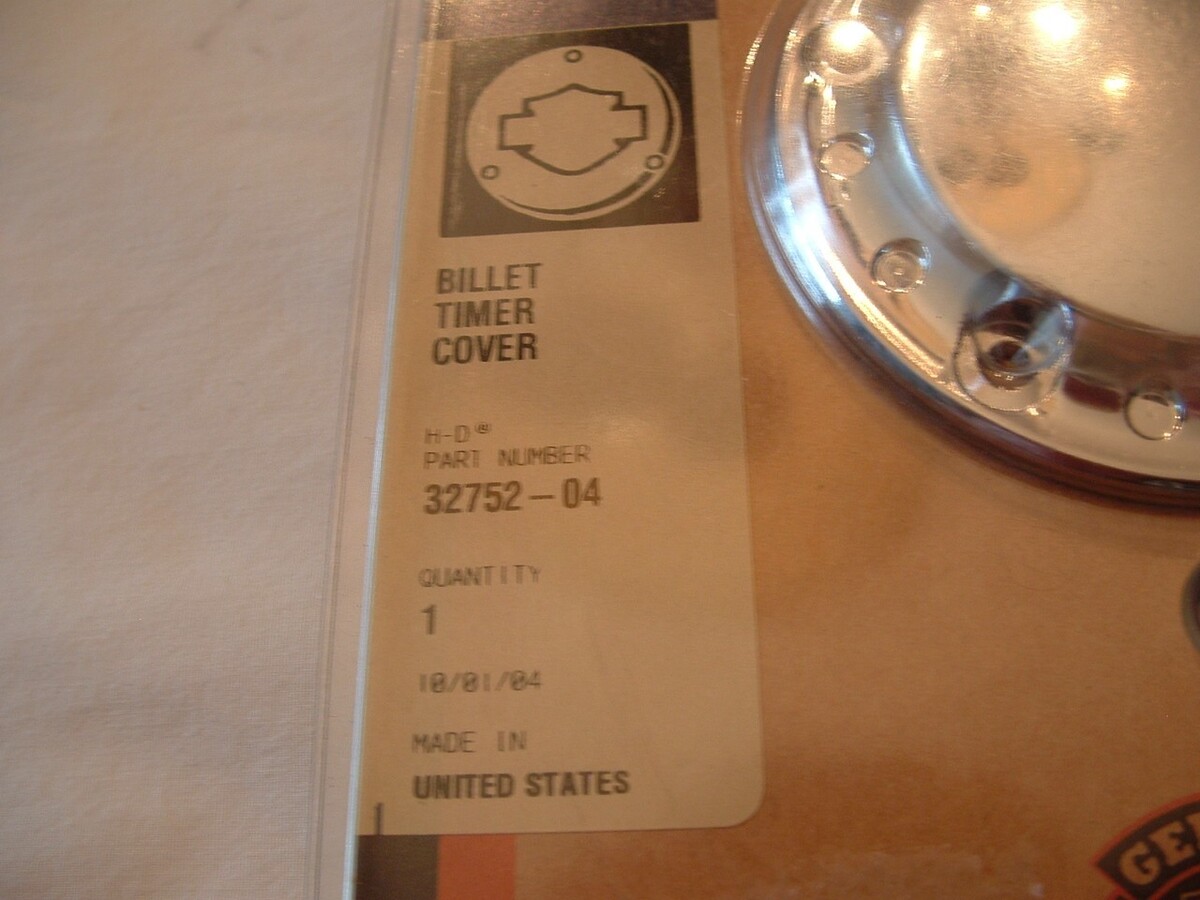 BILLET
TIMER
COVER
H-D®
PART NUMBER
32752-04
QUANTITY
1
10/01/04
MADE IN
UNITED STATES